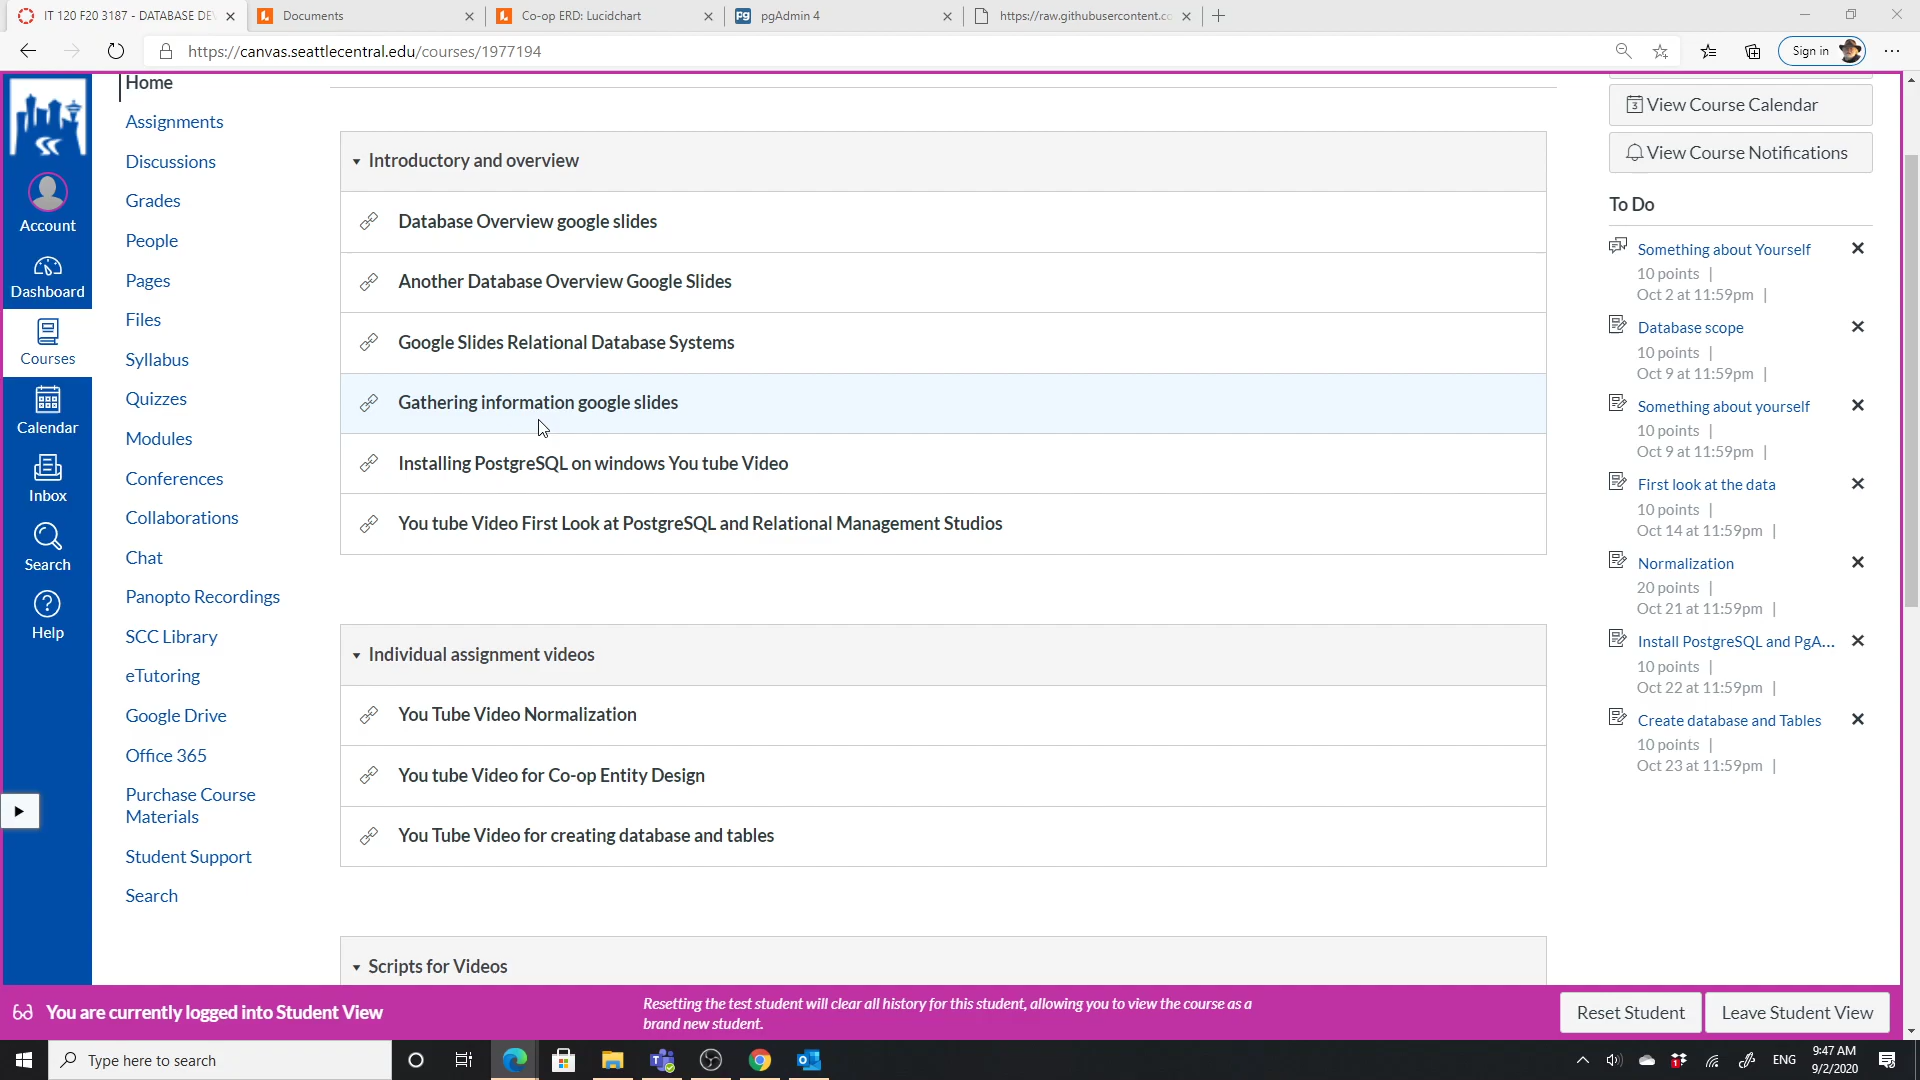 IT 120 F20 3187 - DATABASE DE
Documents
Co-op ERD: Lucidchart
pgAdmin 4
https://raw.githubusercontent.co
https://canvas.seattlecentral.edu/courses/1977194
Sign in
Account
Dashboard
Courses
Calendar
Inbox
Search
Help
Home
Assignments
Discussions
Grades
People
Pages
Files
Syllabus
Quizzes
Modules
Conferences
Collaborations
Chat
Panopto Recordings
SCC Library
eTutoring
Google Drive
Office 365
Purchase Course
Materials
Student Support
Search
Introductory and overview
Database Overview google slides
Another Database Overview Google Slides
Google Slides Relational Database Systems
Gathering information google slides
Installing PostgreSQL on windows You tube Video
You tube Video First Look at PostgreSQL and Relational Management Studios
Individual assignment videos
You Tube Video Normalization
You tube Video for Co-op Entity Design
You Tube Video for creating database and tables
Scripts for Videos
View Course Calendar
View Course Notifications
To Do
Something about Yourself
10 points |
Oct 2 at 11:59pm |
Database scope
10 points |
Oct 9 at 11:59pm |
Something about yourself
10 points |
Oct 9 at 11:59pm |
First look at the data
10 points |
Oct 14 at 11:59pm |
Normalization
20 points |
Oct 21 at 11:59pm |
Install PostgreSQL and PgA...
10 points |
Oct 22 at 11:59pm |
Create database and Tables
10 points |
Oct 23 at 11:59pm |
You are currently logged into Student View
Resetting the test student will clear all history for this student, allowing you to view the course as a
brand new student.
Reset Student
Leave Student View
Type here to search
ENG
9:47 AM
9/2/2020